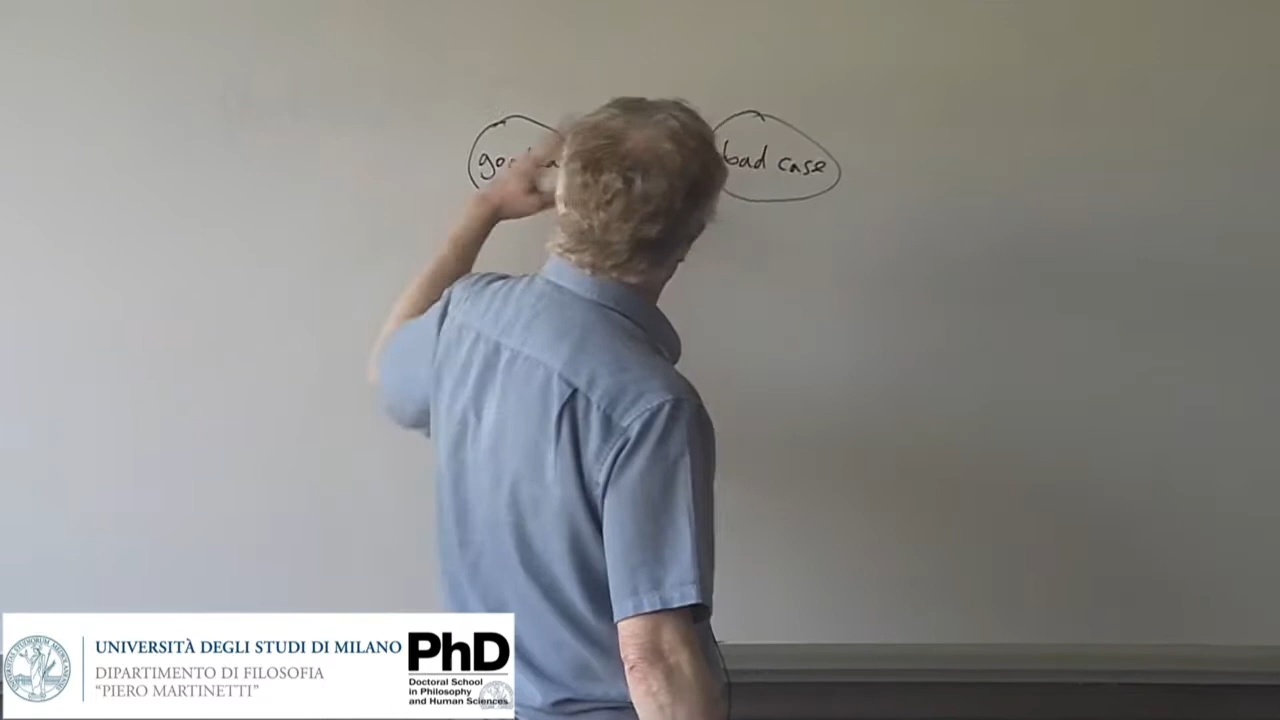 bad case
UNIVERSITÀ DEGLI STUDI DI MILANO
DIPARTIMENTO DI FILOSOFIA
"PIERO MARTINETTI"
PhD
Doctoral School
in Philosophy
and Human Sciences